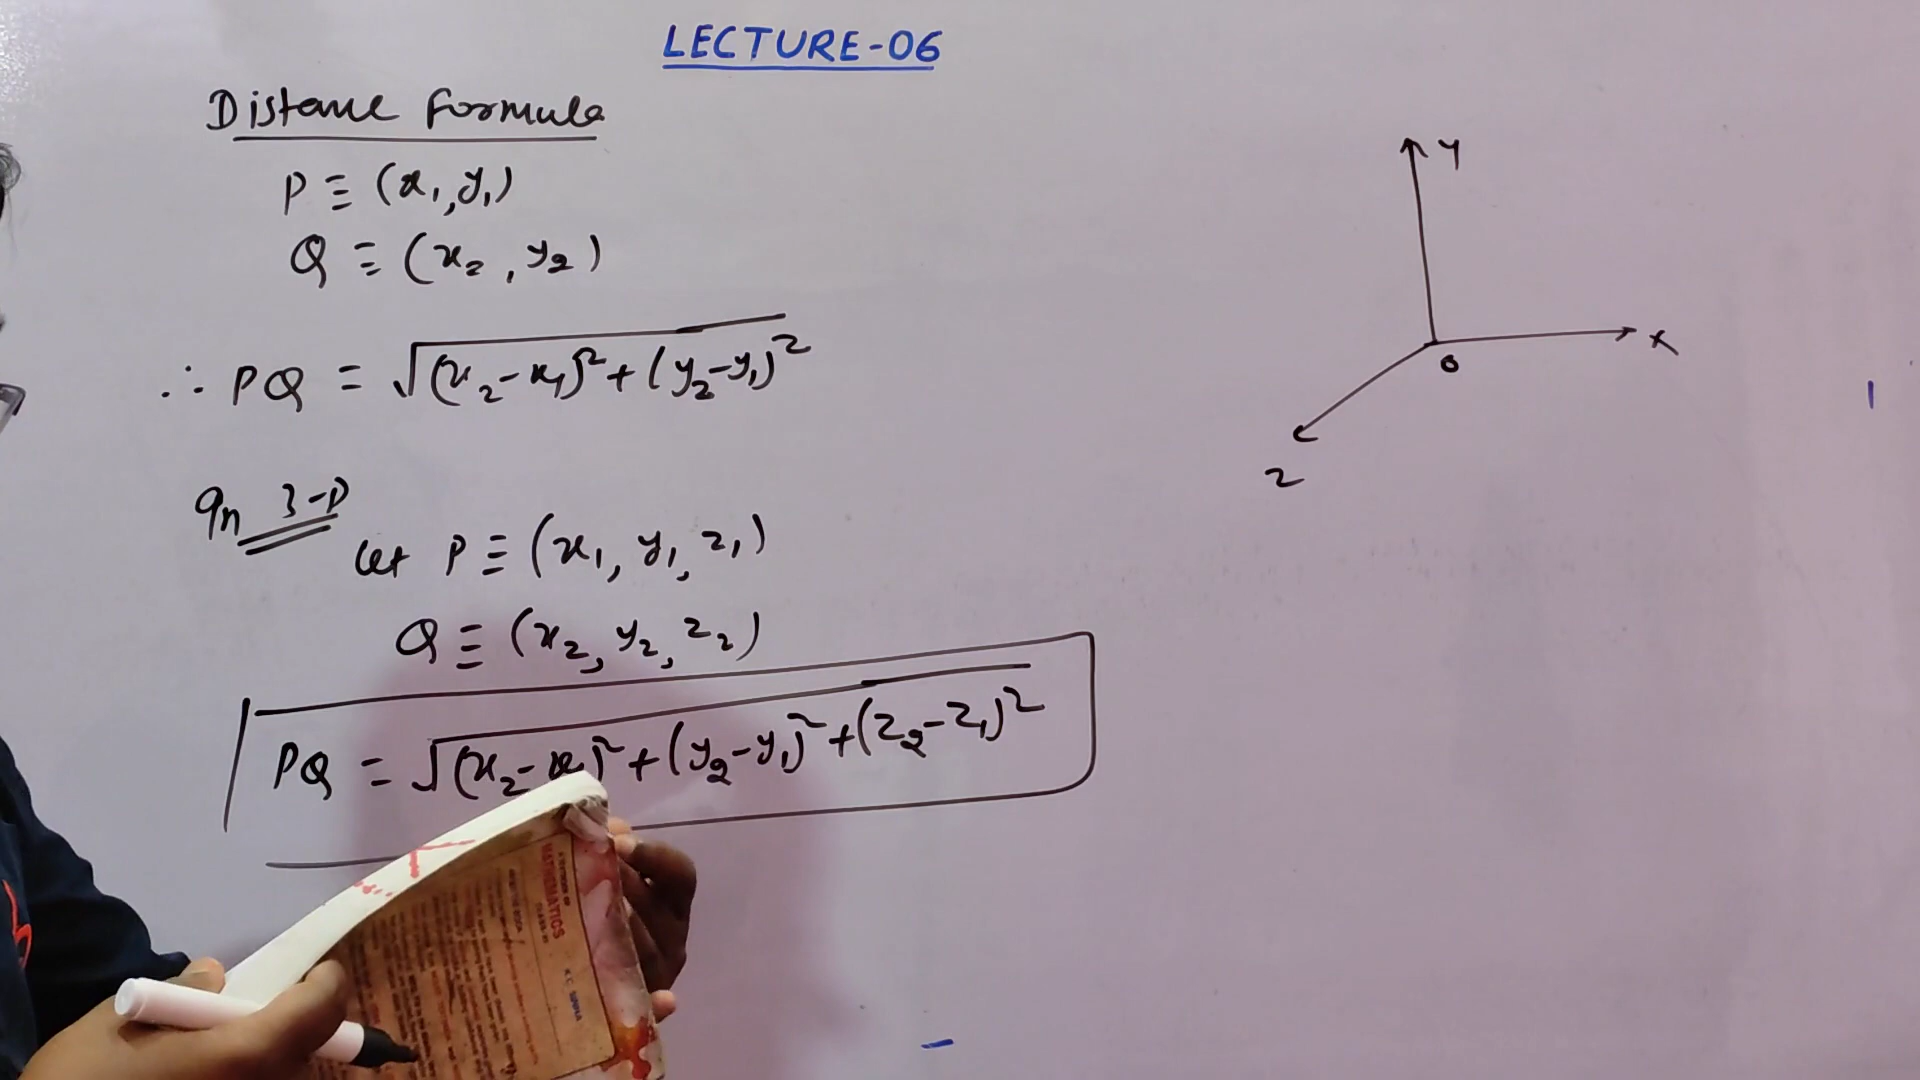 LECTURE-06
Distance Formula
P ≡ (x₁, y₁)
Q ≡ (x₂, y₂)
∴ PQ = √(x₂-x₁)² + (y₂-y₁)²
In 3-D
Let P ≡ (x₁, y₁, z₁)
Q ≡ (x₂, y₂, z₂)
PQ = √(x₂-x₁)² + (y₂-y₁)² + (z₂-z₁)²
Y
X
O
Z
MATHEMATICS
K.C. SINHA